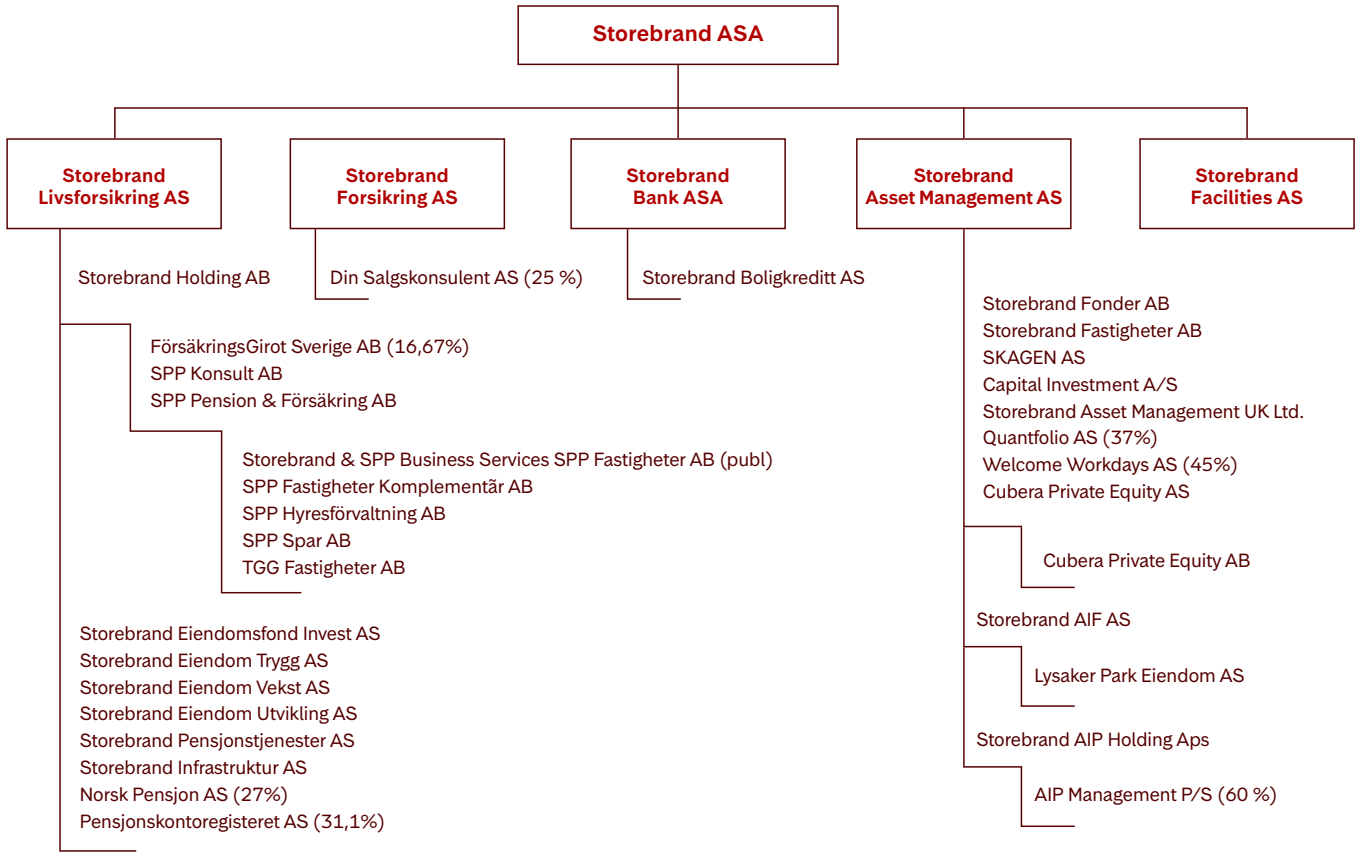 Storebrand ASA
Storebrand
Livsforsikring AS
Storebrand
Forsikring AS
Storebrand
Bank ASA
Storebrand
Asset Management AS
Storebrand
Facilities AS
Storebrand Holding AB
FörsäkringsGirot Sverige AB (16,67%)
SPP Konsult AB
SPP Pension & Försäkring AB
Storebrand & SPP Business Services SPP Fastigheter AB (publ)
SPP Fastigheter Komplementãr AB
SPP Hyresförvaltning AB
SPP Spar AB
TGG Fastigheter AB
Storebrand Eiendomsfond Invest AS
Storebrand Eiendom Trygg AS
Storebrand Eiendom Vekst AS
Storebrand Eiendom Utvikling AS
Storebrand Pensjonstjenester AS
Storebrand Infrastruktur AS
Norsk Pensjon AS (27%)
Pensjonskontoregisteret AS (31,1%)
Din Salgskonsulent AS (25 %)
Storebrand Boligkreditt AS
Storebrand Fonder AB
Storebrand Fastigheter AB
SKAGEN AS
Capital Investment A/S
Storebrand Asset Management UK Ltd.
Quantfolio AS (37%)
Welcome Workdays AS (45%)
Cubera Private Equity AS
Cubera Private Equity AB
Storebrand AIF AS
Lysaker Park Eiendom AS
Storebrand AIP Holding Aps
AIP Management P/S (60 %)